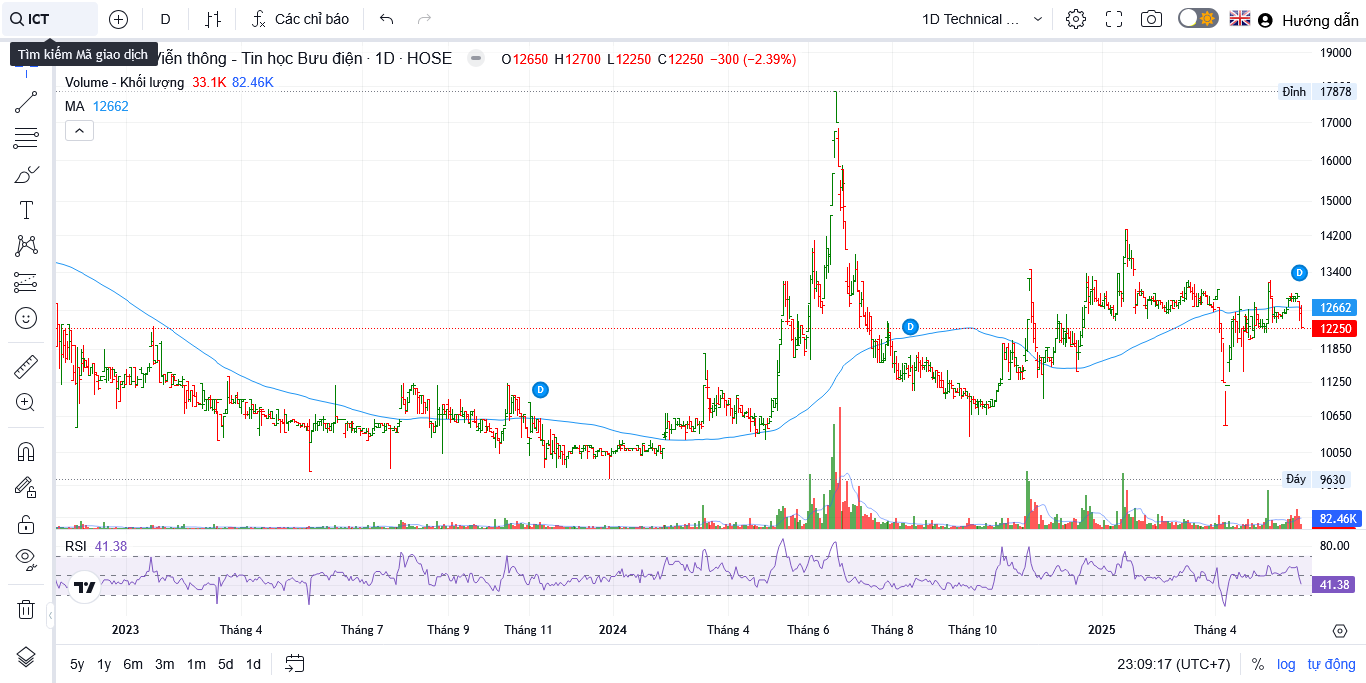 ICT
D
Các chỉ báo
1D Technical ...
Hướng dẫn
Tìm kiếm Mã giao dịch
Viễn thông - Tin học Bưu điện · 1D · HOSE
O12650 H12700 L12250 C12250 −300 (−2.39%)
Volume - Khối lượng 33.1K 82.46K
MA 12662
19000
Đỉnh 17878
17000
16000
15000
14200
13400
D
12662
12250
D
11850
11250
D
10650
10050
Đáy 9630
82.46K
RSI 41.38
80.00
41.38
2023
Tháng 4
Tháng 7
Tháng 9
Tháng 11
2024
Tháng 4
Tháng 6
Tháng 8
Tháng 10
2025
Tháng 4
5y 1y 6m 3m 1m 5d 1d
23:09:17 (UTC+7)
% log tự động